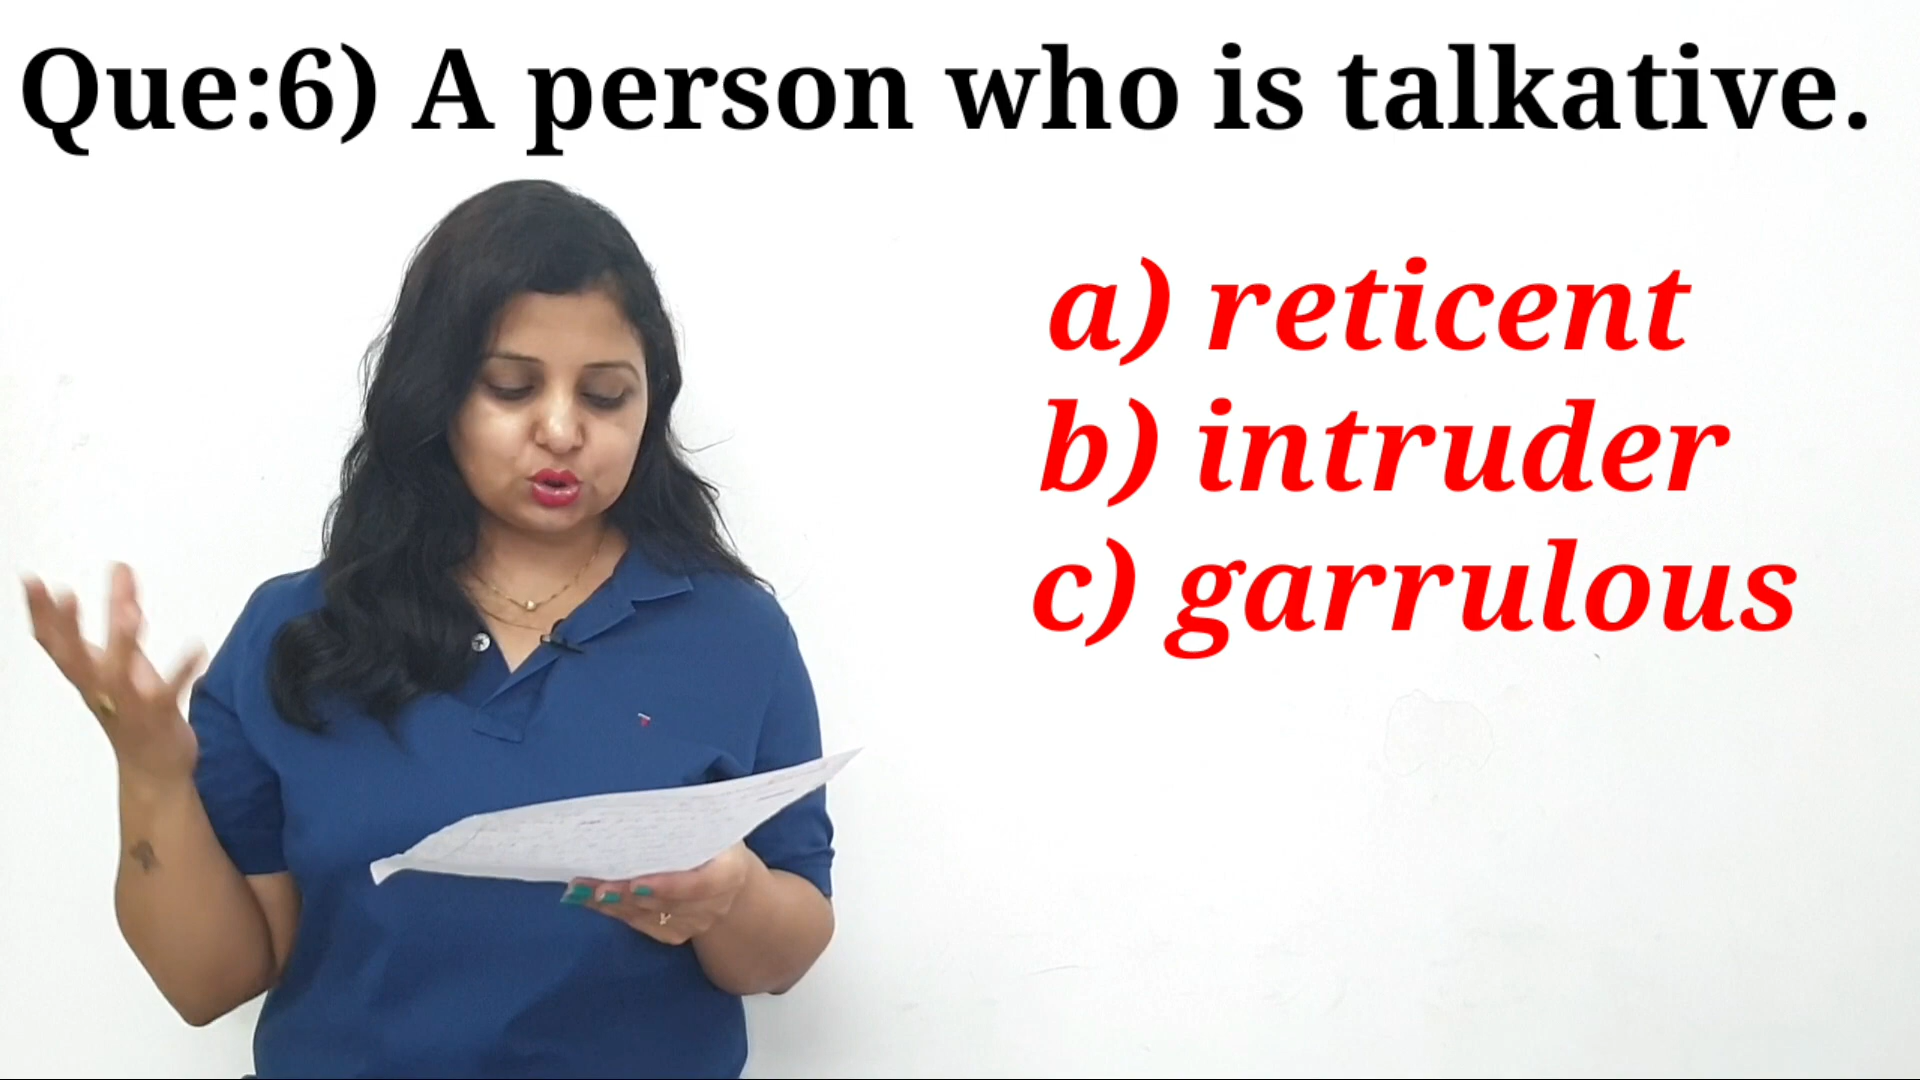 Que:6) A person who is talkative.
a) reticent
b) intruder
c) garrulous